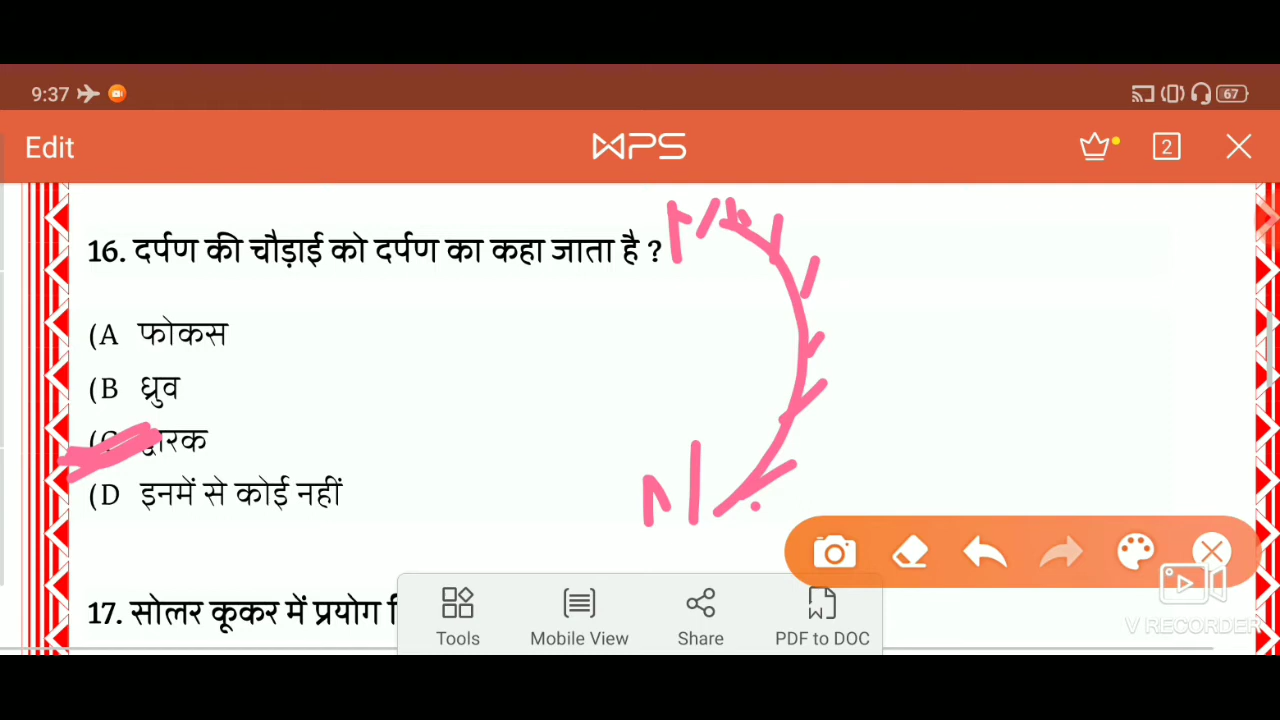 9:37
67
Edit
WPS
2
16. दर्पण की चौड़ाई को दर्पण का कहा जाता है ?
(A फोकस
(B ध्रुव
(C द्वारक
(D इनमें से कोई नहीं
17. सोलर कूकर में प्रयोग
Tools Mobile View Share PDF to DOC
V RECORDER